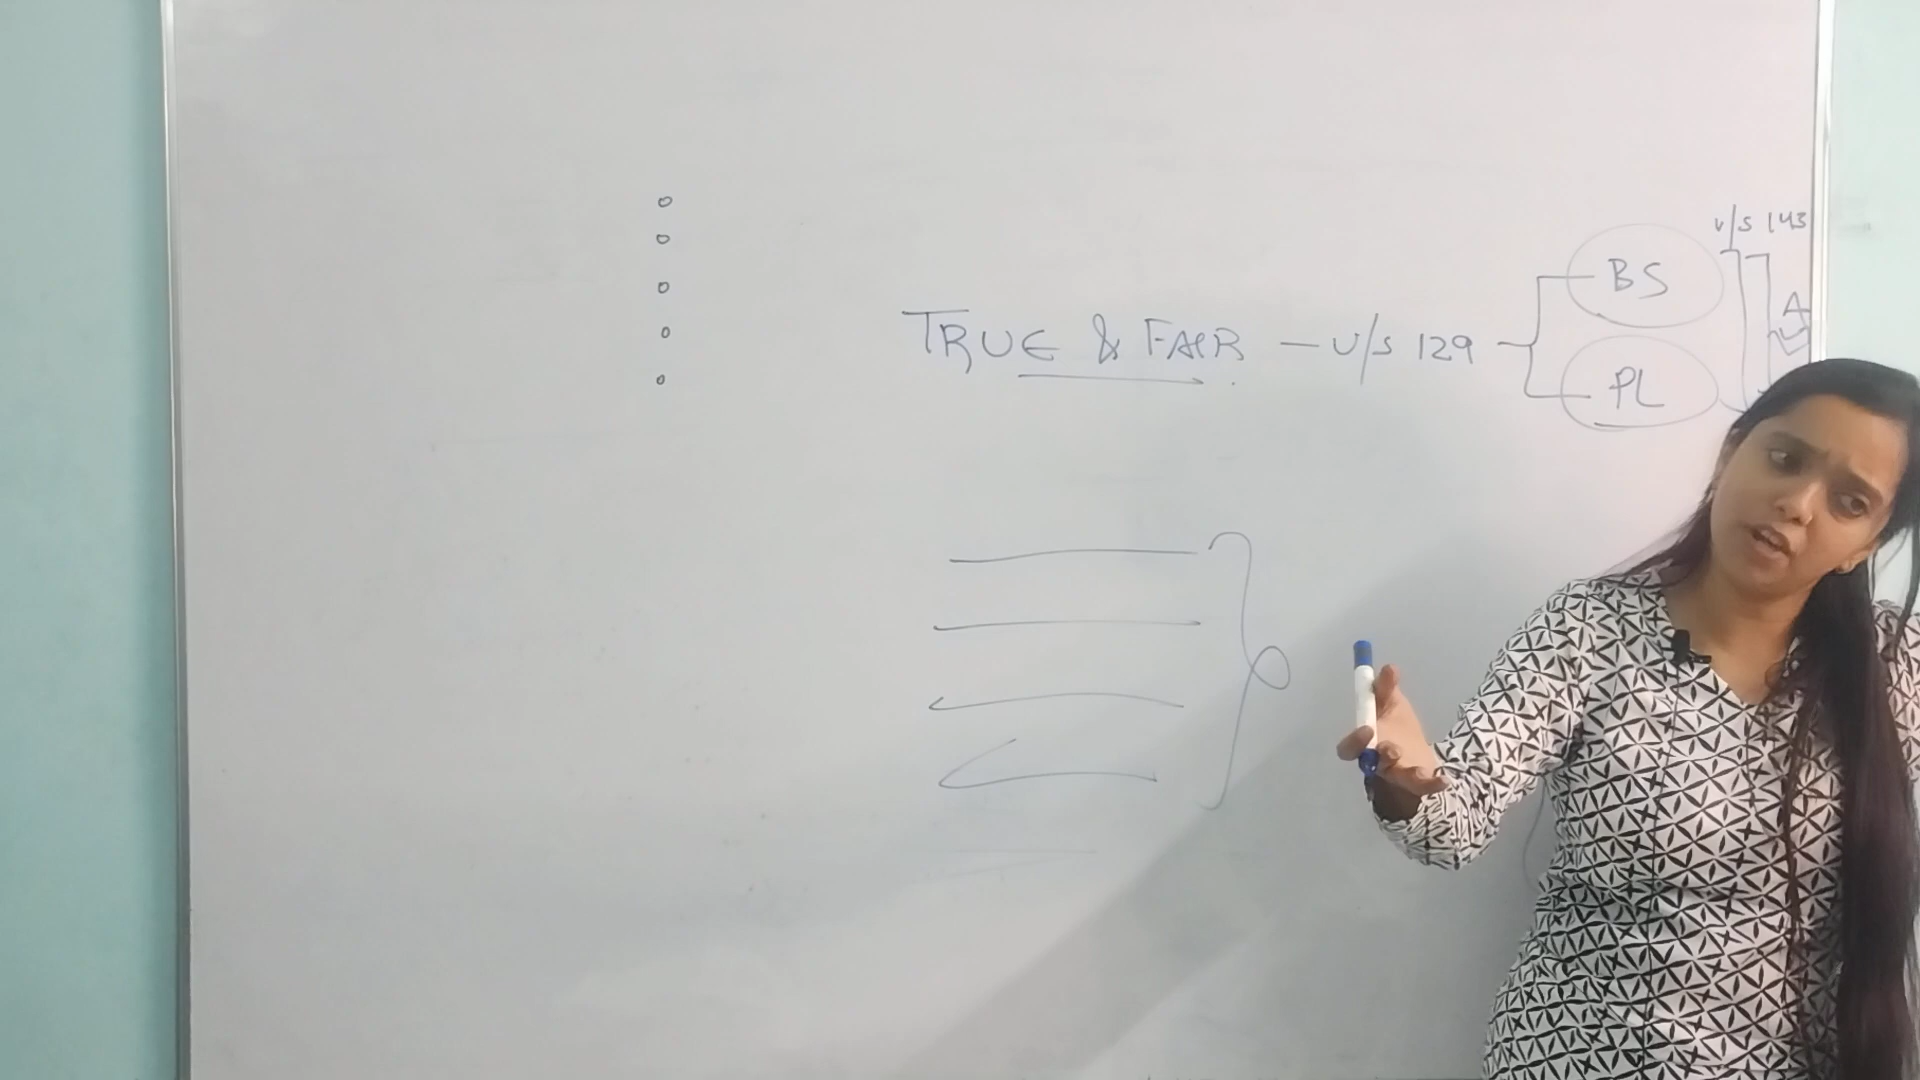 u/s 143
BS
TRUE & FAIR — u/s 129
PL
A